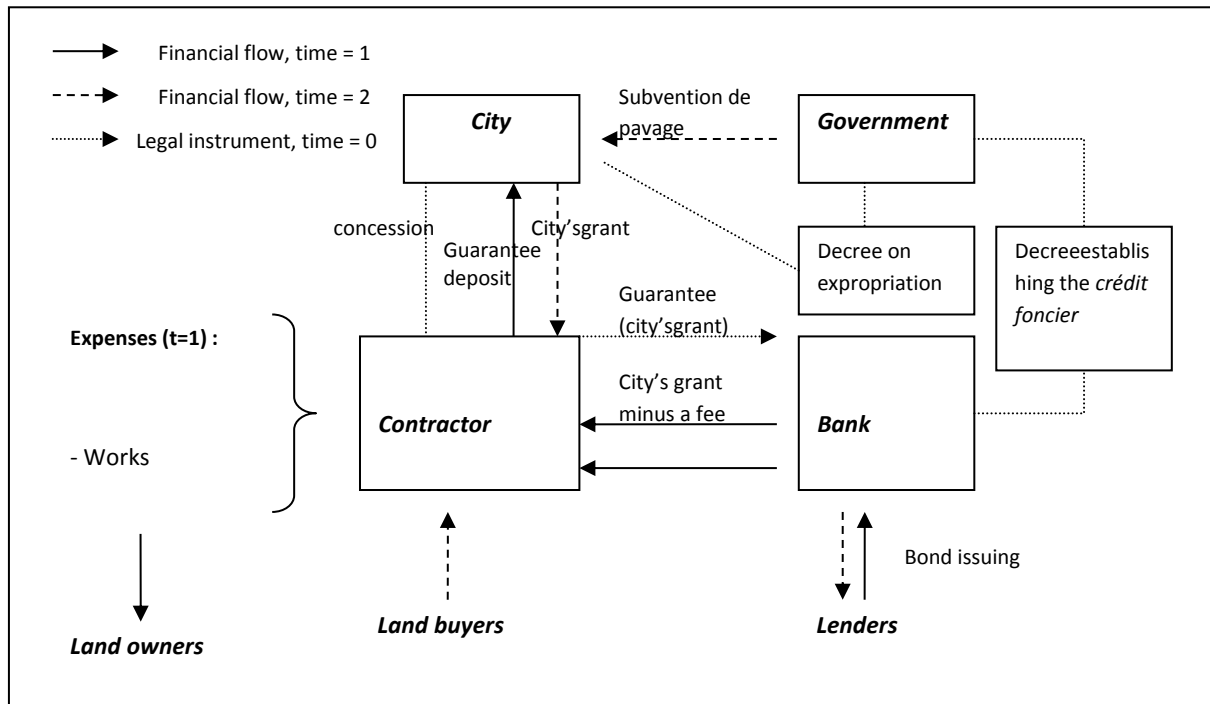 Financial flow, time = 1
Financial flow, time = 2
Legal instrument, time = 0
City
Subvention de
pavage
Government
concession
Guarantee
deposit
City'sgrant
Decree on
expropriation
Decreeestablis
hing the crédit
foncier
Guarantee
(city'sgrant)
Expenses (t=1) :
- Works
Contractor
City's grant
minus a fee
Bank
Bond issuing
Land owners
Land buyers
Lenders